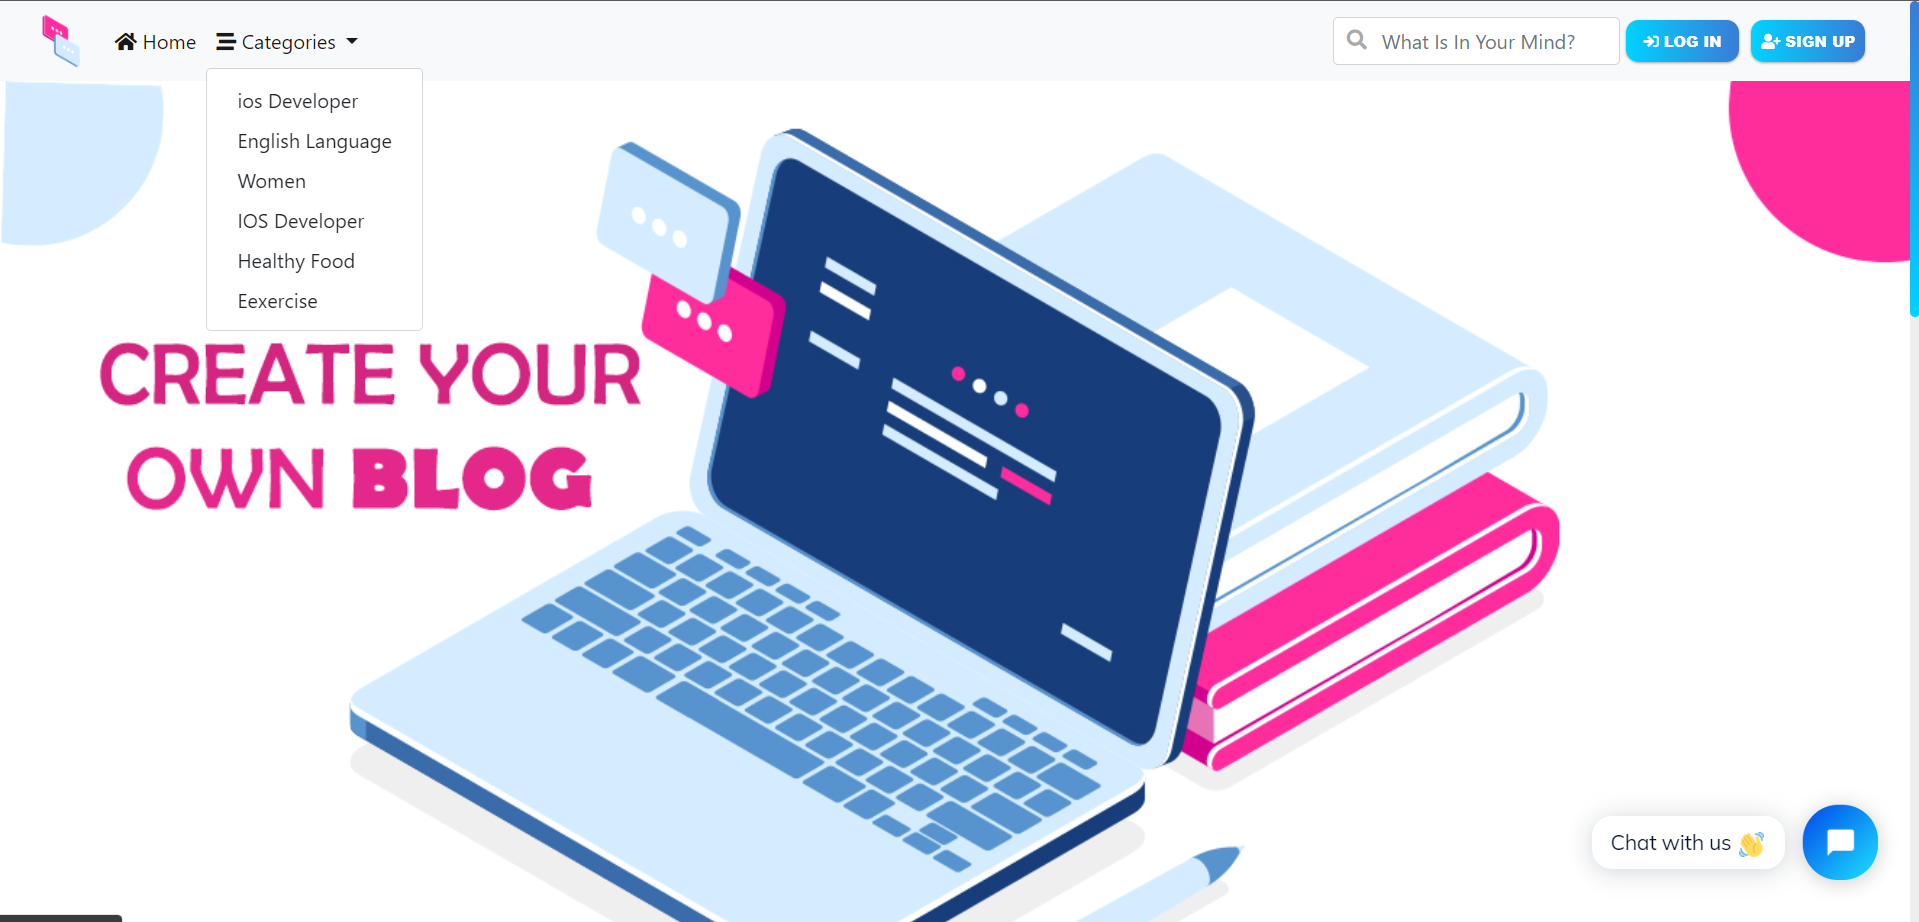 Home Categories What Is In Your Mind? LOG IN SIGN UP
ios Developer
English Language
Women
IOS Developer
Healthy Food
Eexercise
CREATE YOUR
OWN BLOG
Chat with us 👋